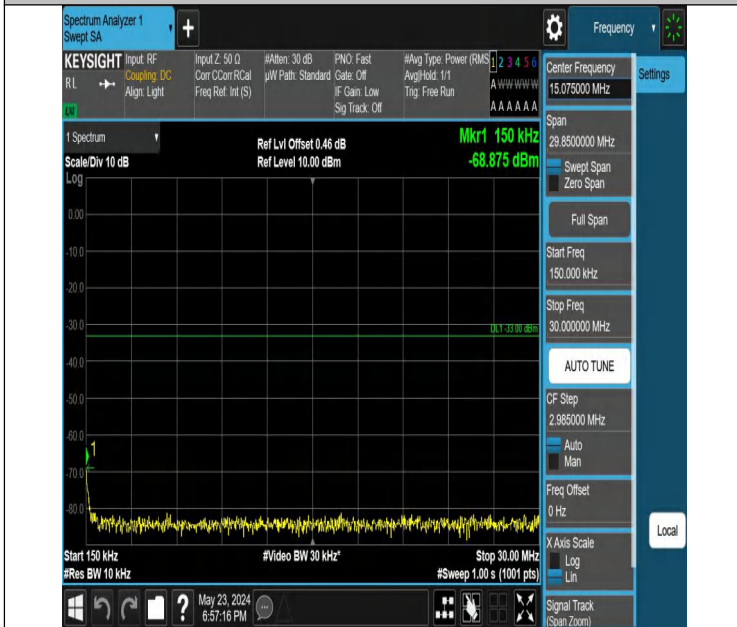 Spectrum Analyzer 1
Swept SA
+
Frequency
KEYSIGHT
RL
LXI
Input: RF
Coupling: DC
Align: Light
Input Z: 50 Ω
Corr CCorr RCal
Freq Ref: Int (S)
#Atten: 30 dB
µW Path: Standard
PNO: Fast
Gate: Off
IF Gain: Low
Sig Track: Off
#Avg Type: Power (RMS
Avg|Hold: 1/1
Trig: Free Run
1 2 3 4 5 6
A W W W W W
A A A A A A
1 Spectrum
Scale/Div 10 dB
Log
Ref Lvl Offset 0.46 dB
Ref Level 10.00 dBm
Mkr1 150 kHz
-68.875 dBm
0.00
-10.0
-20.0
-30.0
DL1 -33.00 dBm
-40.0
-50.0
-60.0
1
-70.0
-80.0
Start 150 kHz
#Res BW 10 kHz
#Video BW 30 kHz*
Stop 30.00 MHz
#Sweep 1.00 s (1001 pts)
?
May 23, 2024
6:57:16 PM
Center Frequency
15.075000 MHz
Settings
Span
29.8500000 MHz
Swept Span
Zero Span
Full Span
Start Freq
150.000 kHz
Stop Freq
30.000000 MHz
AUTO TUNE
CF Step
2.985000 MHz
Auto
Man
Freq Offset
0 Hz
Local
X Axis Scale
Log
Lin
Signal Track
(Span Zoom)